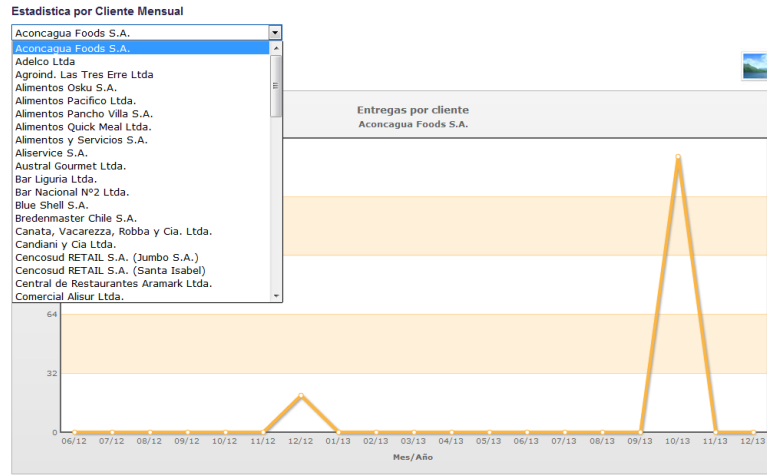 Estadistica por Cliente Mensual
Aconcagua Foods S.A.
Aconcagua Foods S.A.
Adelco Ltda
Agroind. Las Tres Erre Ltda
Alimentos Osku S.A.
Alimentos Pacifico Ltda.
Alimentos Pancho Villa S.A.
Alimentos Quick Meal Ltda.
Alimentos y Servicios S.A.
Aliservice S.A.
Austral Gourmet Ltda.
Bar Liguria Ltda.
Bar Nacional Nº2 Ltda.
Blue Shell S.A.
Bredenmaster Chile S.A.
Canata, Vacarezza, Robba y Cia. Ltda.
Candiani y Cia Ltda.
Cencosud RETAIL S.A. (Jumbo S.A.)
Cencosud RETAIL S.A. (Santa Isabel)
Central de Restaurantes Aramark Ltda.
Comercial Alisur Ltda.
Entregas por cliente
Aconcagua Foods S.A.
64
32
0
06/12 07/12 08/12 09/12 10/12 11/12 12/12 01/13 02/13 03/13 04/13 05/13 06/13 07/13 08/13 09/13 10/13 11/13 12/13
Mes/Año